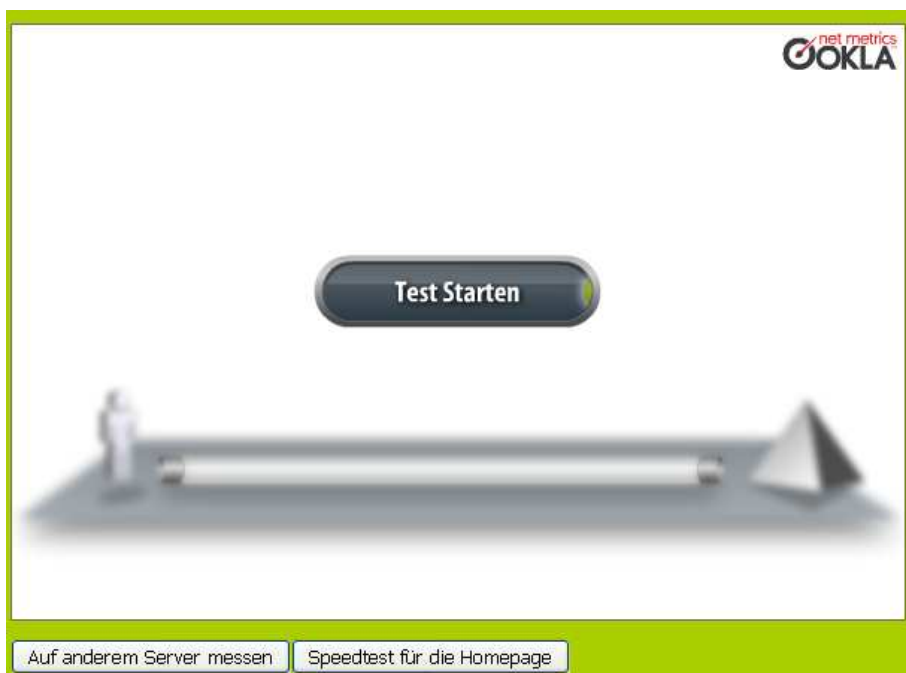 net metrics
OOKLA
Test Starten
Auf anderem Server messen
Speedtest für die Homepage